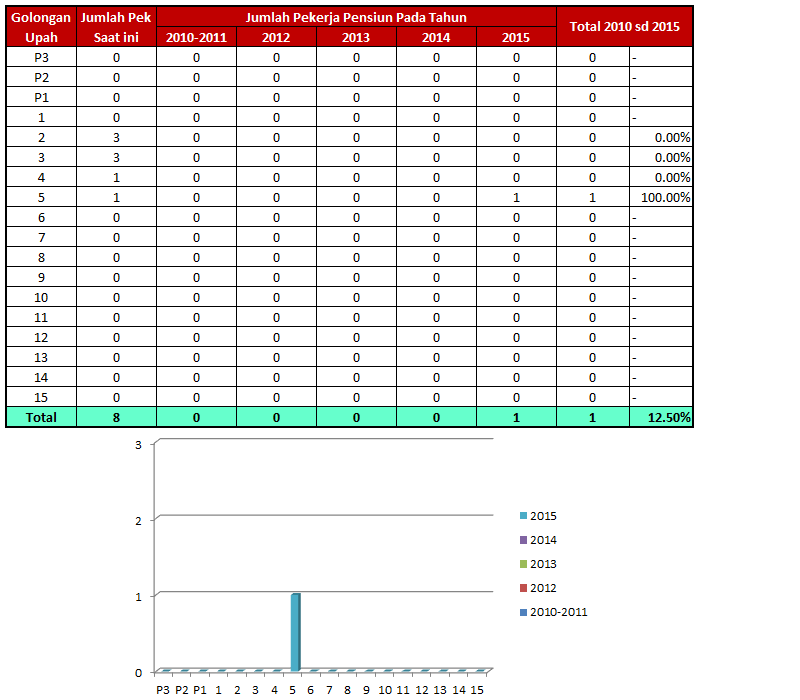 Golongan Upah Jumlah Pek Saat ini Jumlah Pekerja Pensiun Pada Tahun Total 2010 sd 2015
2010-2011 2012 2013 2014 2015
P3 0 0 0 0 0 0 0 -
P2 0 0 0 0 0 0 0 -
P1 0 0 0 0 0 0 0 -
1 0 0 0 0 0 0 0 -
2 3 0 0 0 0 0 0 0.00%
3 3 0 0 0 0 0 0 0.00%
4 1 0 0 0 0 0 0 0.00%
5 1 0 0 0 0 1 1 100.00%
6 0 0 0 0 0 0 0 -
7 0 0 0 0 0 0 0 -
8 0 0 0 0 0 0 0 -
9 0 0 0 0 0 0 0 -
10 0 0 0 0 0 0 0 -
11 0 0 0 0 0 0 0 -
12 0 0 0 0 0 0 0 -
13 0 0 0 0 0 0 0 -
14 0 0 0 0 0 0 0 -
15 0 0 0 0 0 0 0 -
Total 8 0 0 0 0 1 1 12.50%
3
2
1
0
P3 P2 P1 1 2 3 4 5 6 7 8 9 10 11 12 13 14 15
2015
2014
2013
2012
2010-2011